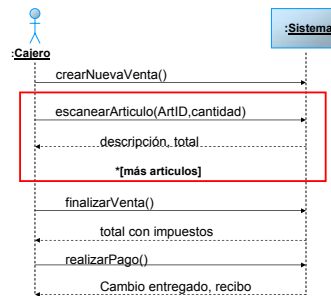 :Sistema
:Cajero
crearNuevaVenta()
escanearArticulo(ArtID,cantidad)
descripción, total
*[más articulos]
finalizarVenta()
total con impuestos
realizarPago()
Cambio entregado, recibo